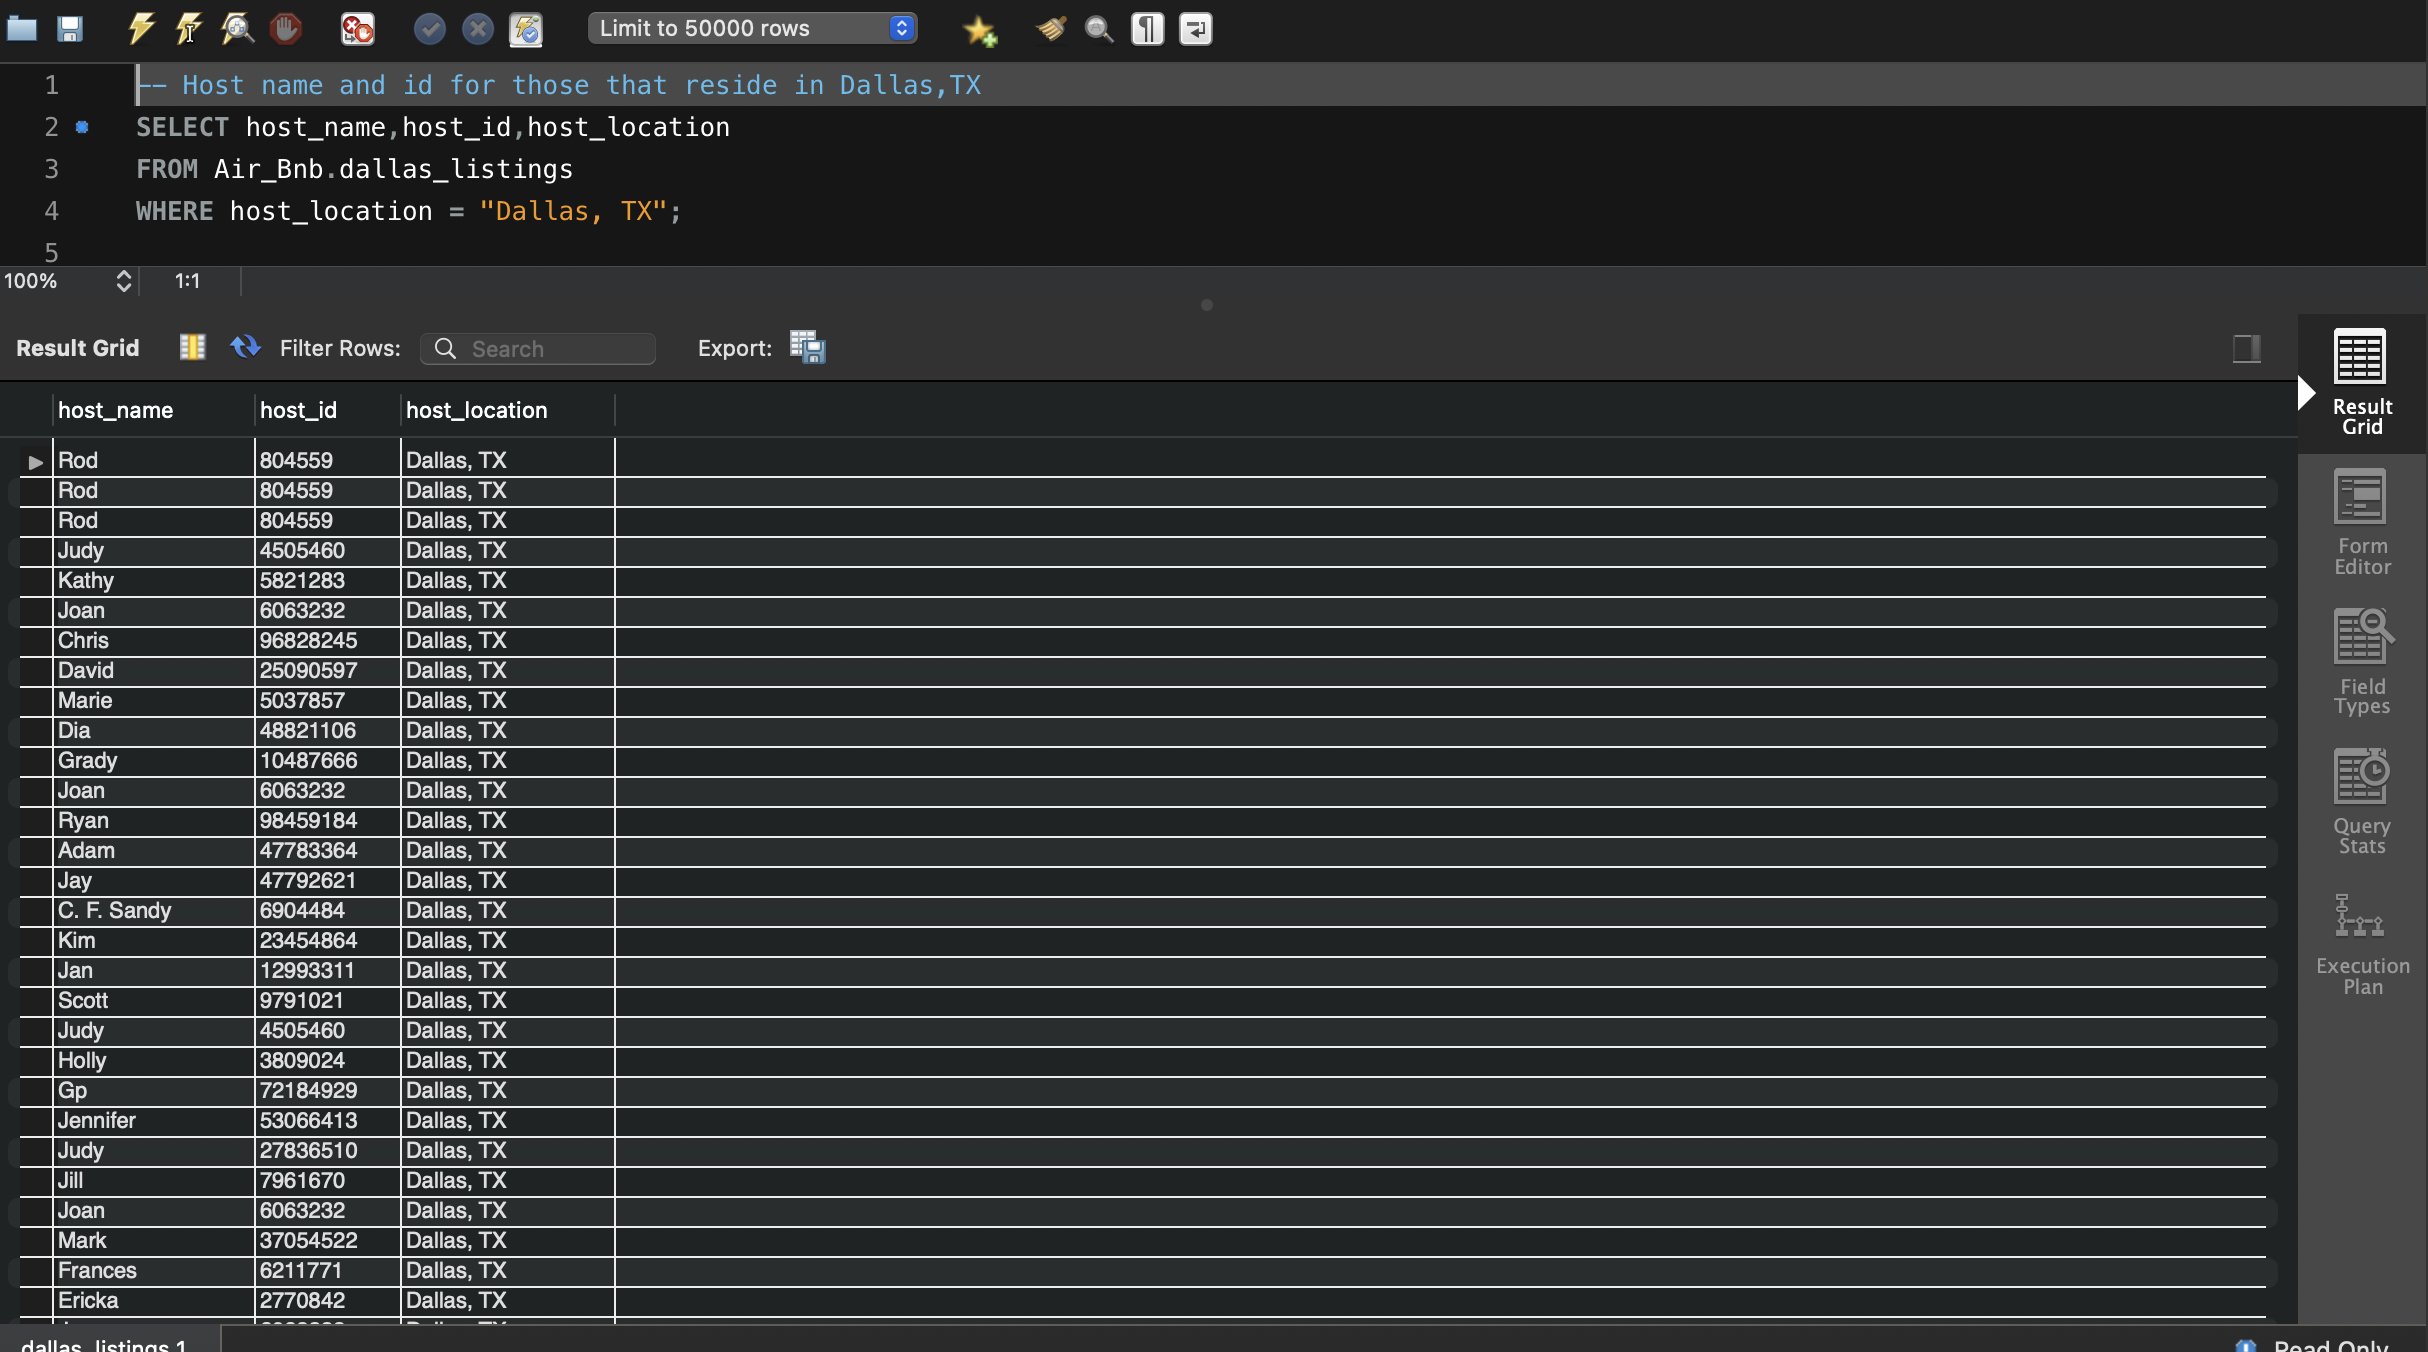 Limit to 50000 rows
1 -- Host name and id for those that reside in Dallas,TX
2 SELECT host_name,host_id,host_location
3 FROM Air_Bnb.dallas_listings
4 WHERE host_location = "Dallas, TX";
5
100% 1:1
Result Grid Filter Rows: Search Export:
host_name host_id host_location
Rod 804559 Dallas, TX
Rod 804559 Dallas, TX
Rod 804559 Dallas, TX
Judy 4505460 Dallas, TX
Kathy 5821283 Dallas, TX
Joan 6063232 Dallas, TX
Chris 96828245 Dallas, TX
David 25090597 Dallas, TX
Marie 5037857 Dallas, TX
Dia 48821106 Dallas, TX
Grady 10487666 Dallas, TX
Joan 6063232 Dallas, TX
Ryan 98459184 Dallas, TX
Adam 47783364 Dallas, TX
Jay 47792621 Dallas, TX
C. F. Sandy 6904484 Dallas, TX
Kim 23454864 Dallas, TX
Jan 12993311 Dallas, TX
Scott 9791021 Dallas, TX
Judy 4505460 Dallas, TX
Holly 3809024 Dallas, TX
Gp 72184929 Dallas, TX
Jennifer 53066413 Dallas, TX
Judy 27836510 Dallas, TX
Jill 7961670 Dallas, TX
Joan 6063232 Dallas, TX
Mark 37054522 Dallas, TX
Frances 6211771 Dallas, TX
Ericka 2770842 Dallas, TX
Result
Grid
Form
Editor
Field
Types
Query
Stats
Execution
Plan
dallas_listings 1
Read Only